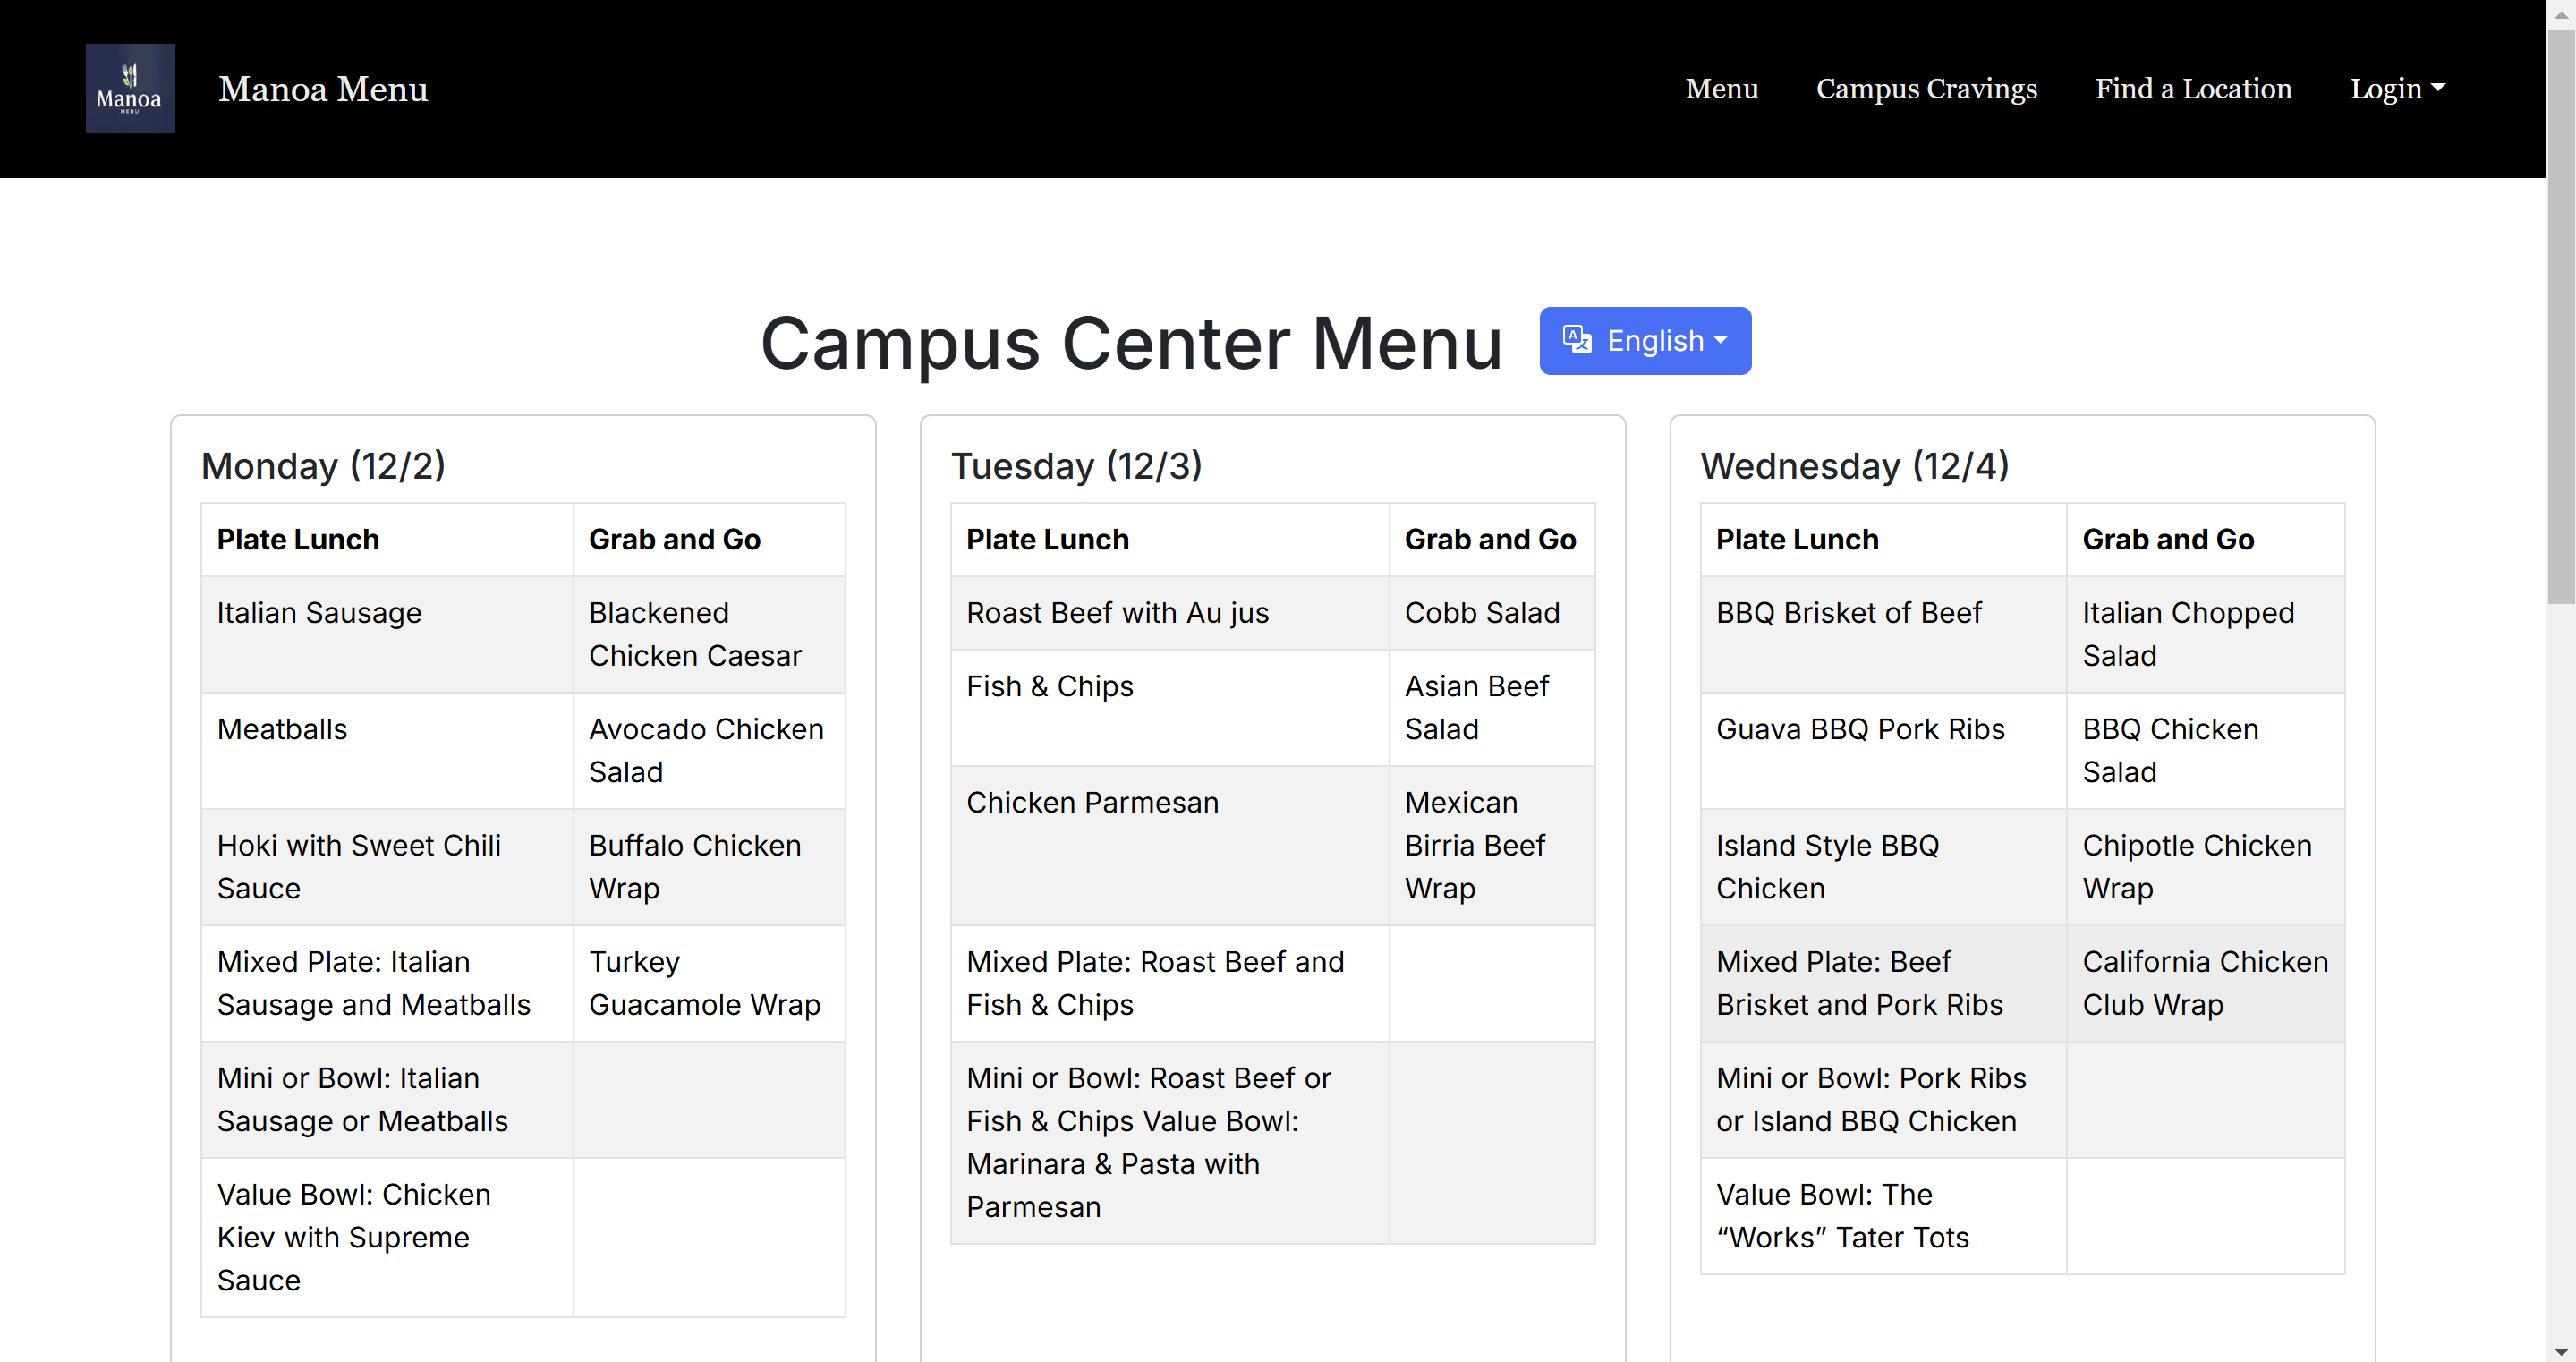 Manoa
MENU
Manoa Menu
Menu
Campus Cravings
Find a Location
Login
Campus Center Menu
English
Monday (12/2)
Plate Lunch
Grab and Go
Italian Sausage
Blackened
Chicken Caesar
Meatballs
Avocado Chicken
Salad
Hoki with Sweet Chili
Sauce
Buffalo Chicken
Wrap
Mixed Plate: Italian
Sausage and Meatballs
Turkey
Guacamole Wrap
Mini or Bowl: Italian
Sausage or Meatballs
Value Bowl: Chicken
Kiev with Supreme
Sauce
Tuesday (12/3)
Plate Lunch
Grab and Go
Roast Beef with Au jus
Cobb Salad
Fish & Chips
Asian Beef
Salad
Chicken Parmesan
Mexican
Birria Beef
Wrap
Mixed Plate: Roast Beef and
Fish & Chips
Mini or Bowl: Roast Beef or
Fish & Chips Value Bowl:
Marinara & Pasta with
Parmesan
Wednesday (12/4)
Plate Lunch
Grab and Go
BBQ Brisket of Beef
Italian Chopped
Salad
Guava BBQ Pork Ribs
BBQ Chicken
Salad
Island Style BBQ
Chicken
Chipotle Chicken
Wrap
Mixed Plate: Beef
Brisket and Pork Ribs
California Chicken
Club Wrap
Mini or Bowl: Pork Ribs
or Island BBQ Chicken
Value Bowl: The
“Works” Tater Tots